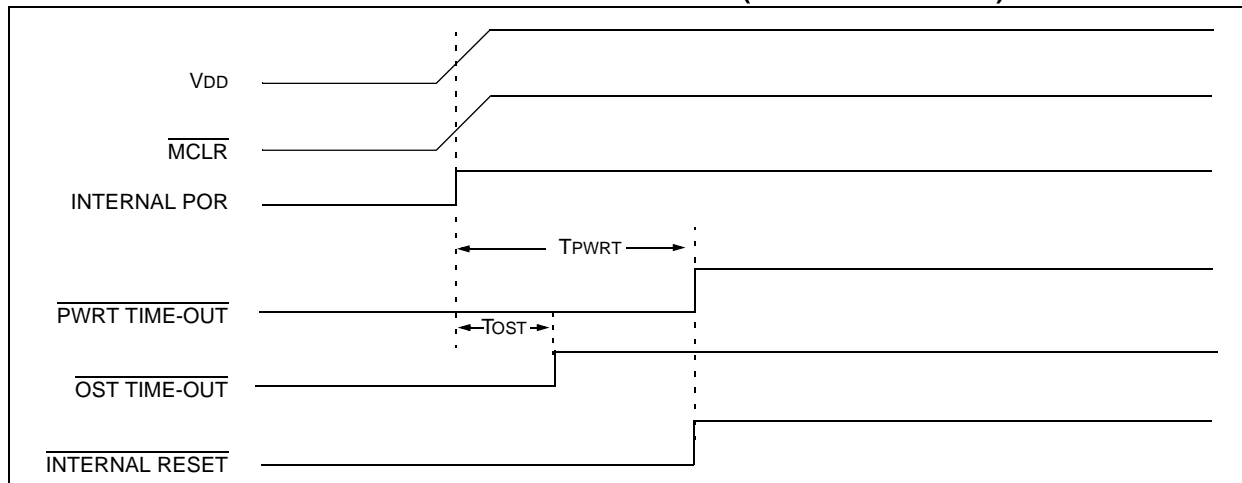 VDD
MCLR
INTERNAL POR
TPWRT
PWRT TIME-OUT
TOST
OST TIME-OUT
INTERNAL RESET